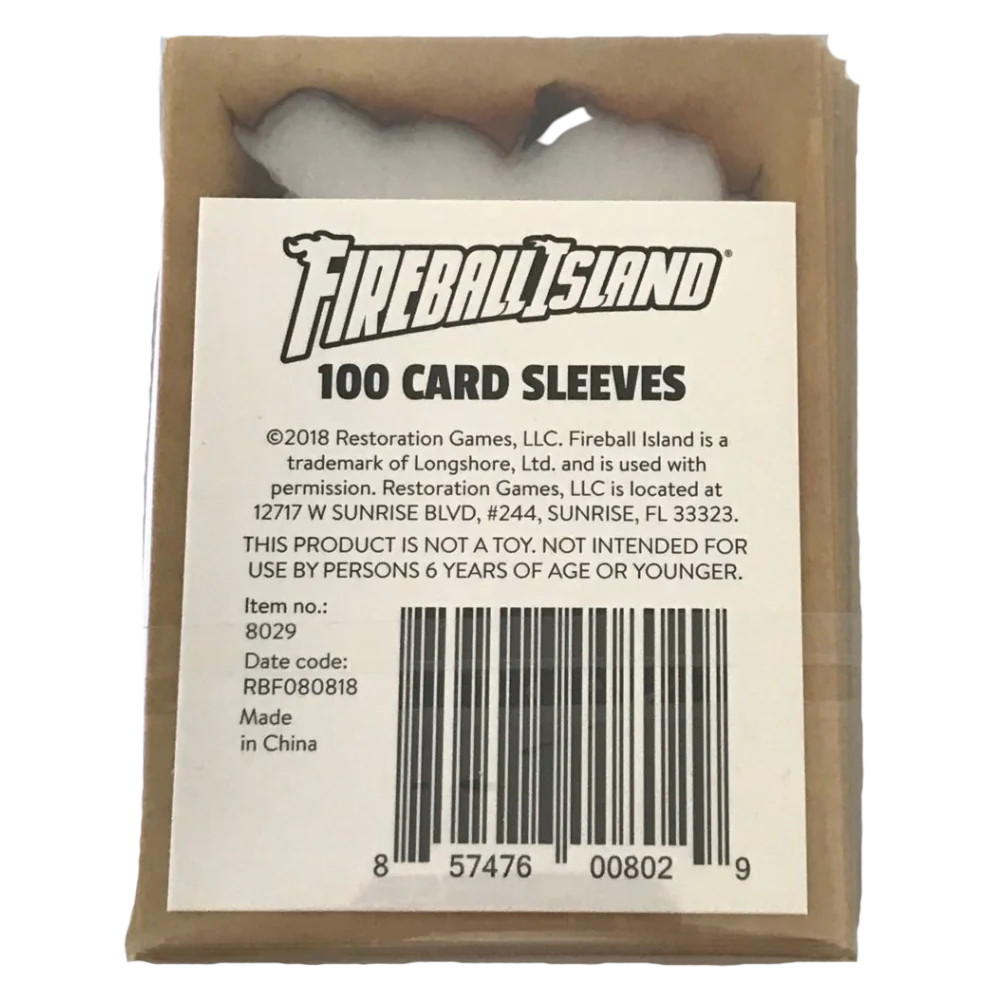 FIREBALL ISLAND®
100 CARD SLEEVES
©2018 Restoration Games, LLC. Fireball Island is a
trademark of Longshore, Ltd. and is used with
permission. Restoration Games, LLC is located at
12717 W SUNRISE BLVD, #244, SUNRISE, FL 33323.
THIS PRODUCT IS NOT A TOY. NOT INTENDED FOR
USE BY PERSONS 6 YEARS OF AGE OR YOUNGER.
Item no.:
8029
Date code:
RBF080818
Made
in China
8 57476 00802 9